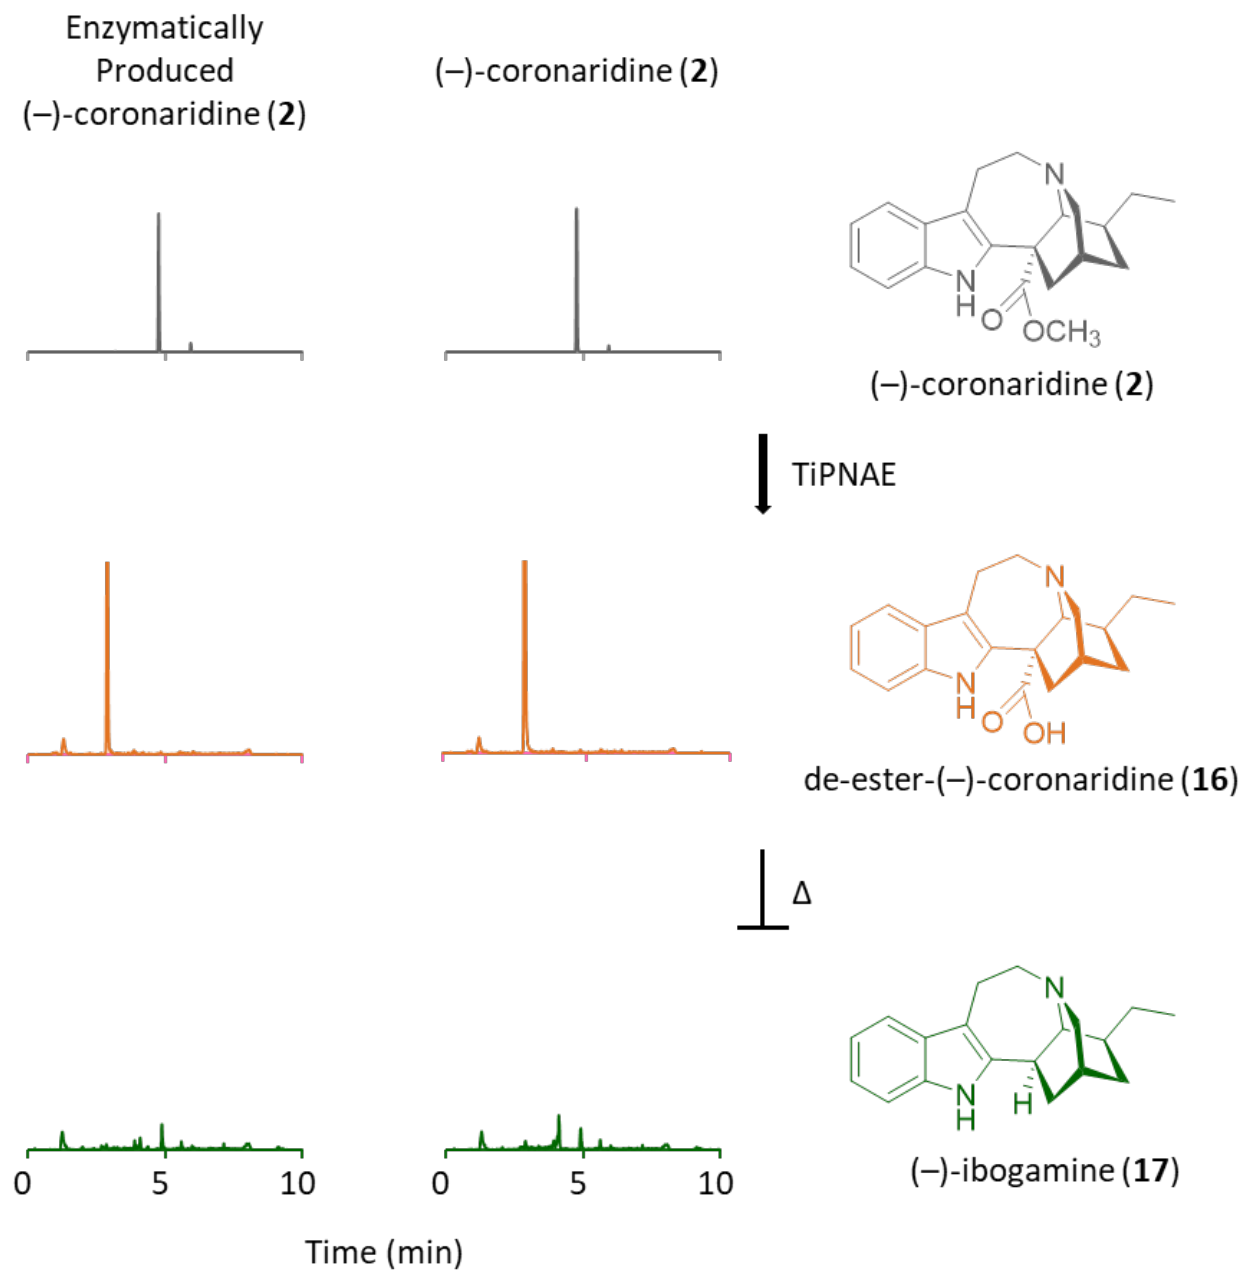 Enzymatically
Produced
(–)-coronaridine (2)
(–)-coronaridine (2)
N
N
H
O
OCH3
(–)-coronaridine (2)
TiPNAE
N
N
H
O
OH
de-ester-(–)-coronaridine (16)
Δ
N
N
H
H
(–)-ibogamine (17)
0 5 10
0 5 10
Time (min)